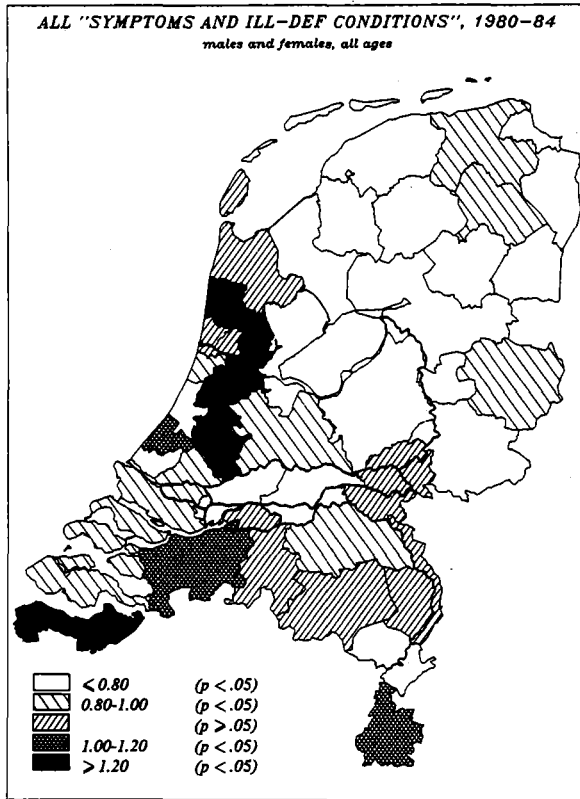 ALL "SYMPTOMS AND ILL-DEF CONDITIONS", 1980-84
males and females, all ages
⩽ 0.80 (p < .05)
0.80-1.00 (p < .05)
(p ⩾ .05)
1.00-1.20 (p < .05)
> 1.20 (p < .05)